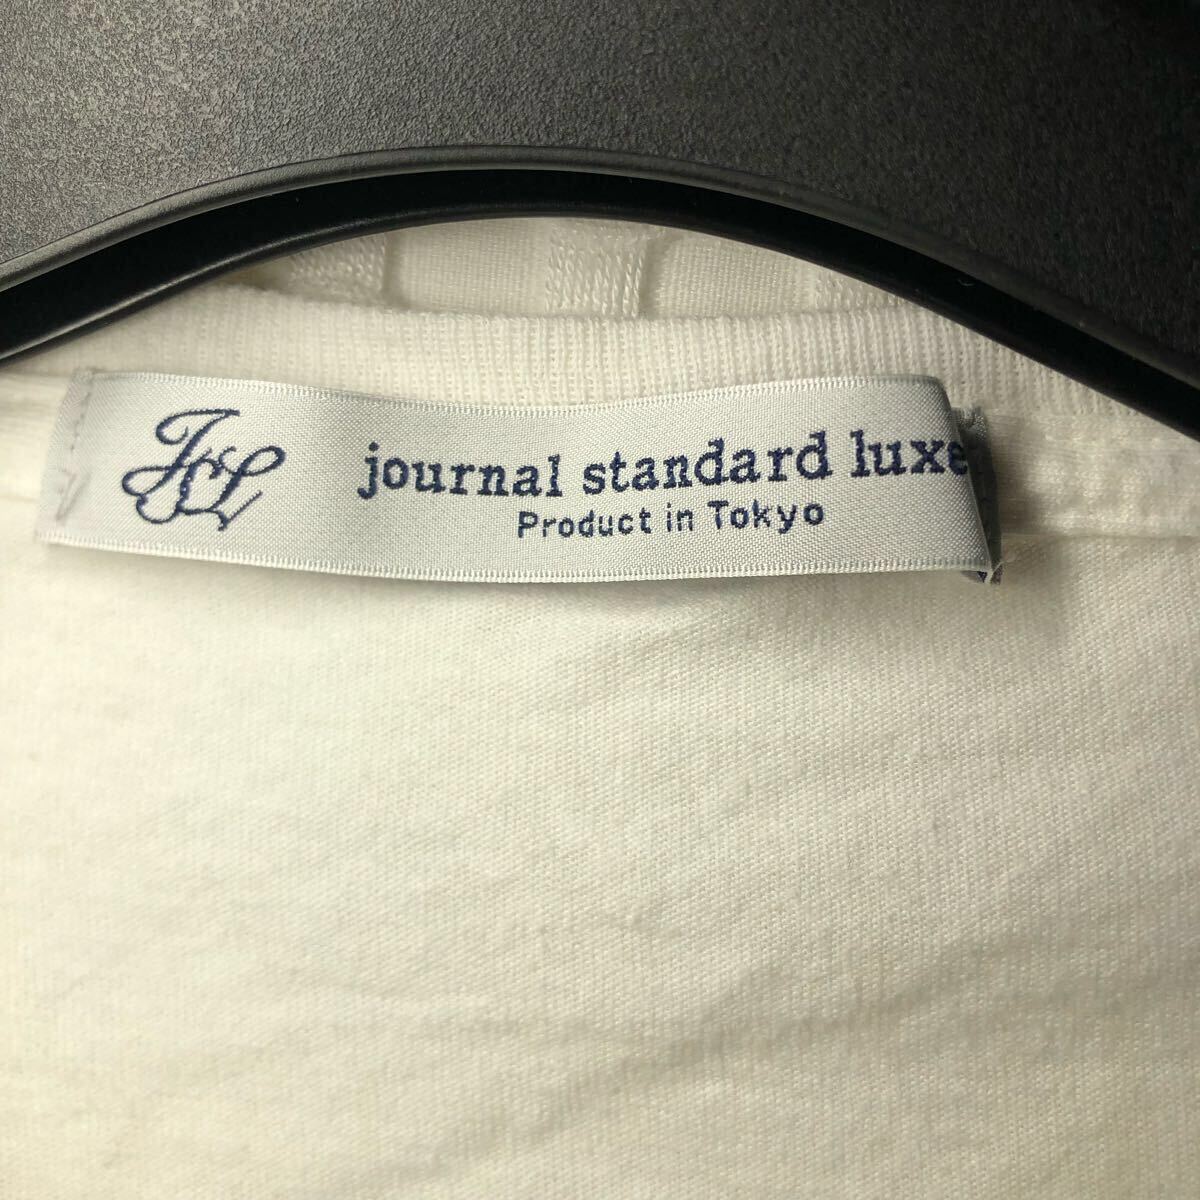 JSL
journal standard luxe
Product in Tokyo